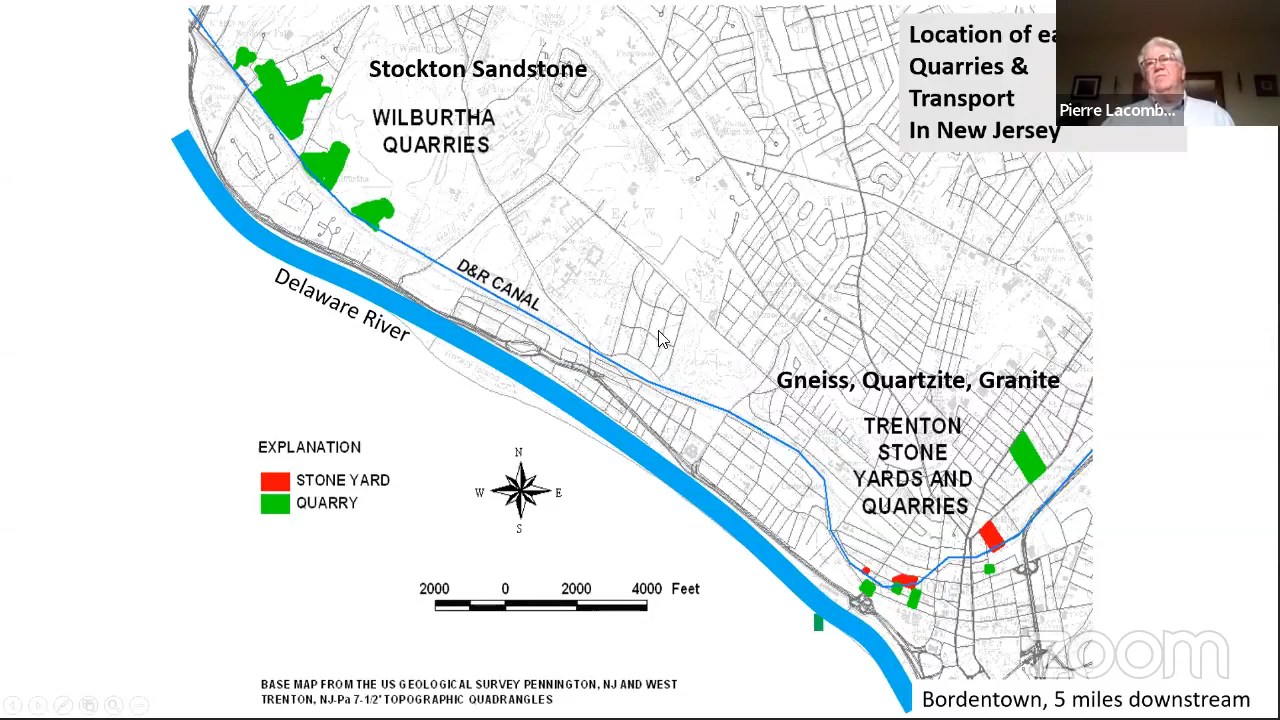 Location of ea
Quarries &
Transport
In New Jersey
Pierre Lacomb...
Stockton Sandstone
WILBURTHA
QUARRIES
EWING
D&R CANAL
Delaware River
Gneiss, Quartzite, Granite
TRENTON
STONE
YARDS AND
QUARRIES
EXPLANATION
STONE YARD
QUARRY
N
W E
S
2000 0 2000 4000 Feet
zoom
BASE MAP FROM THE US GEOLOGICAL SURVEY PENNINGTON, NJ AND WEST
TRENTON, NJ-Pa 7-1/2" TOPOGRAPHIC QUADRANGLES
Bordentown, 5 miles downstream